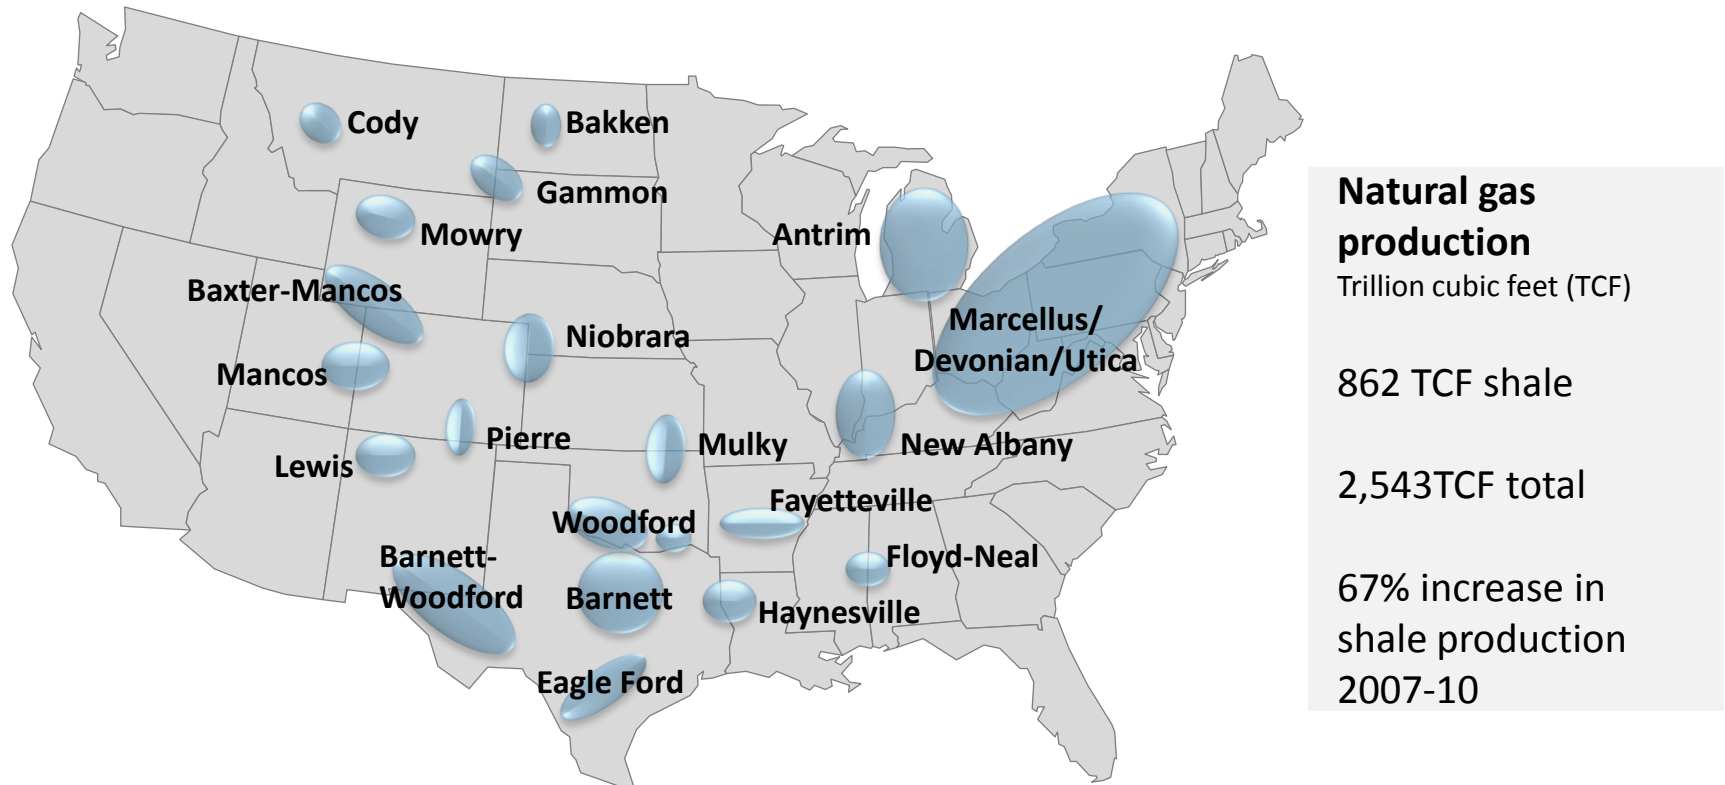 Cody
Bakken
Gammon
Mowry
Antrim
Baxter-Mancos
Niobrara
Marcellus/
Devonian/Utica
Mancos
Pierre
Mulky
New Albany
Lewis
Fayetteville
Woodford
Barnett-
Woodford
Floyd-Neal
Barnett
Haynesville
Eagle Ford
Natural gas
production
Trillion cubic feet (TCF)
862 TCF shale
2,543TCF total
67% increase in
shale production
2007-10